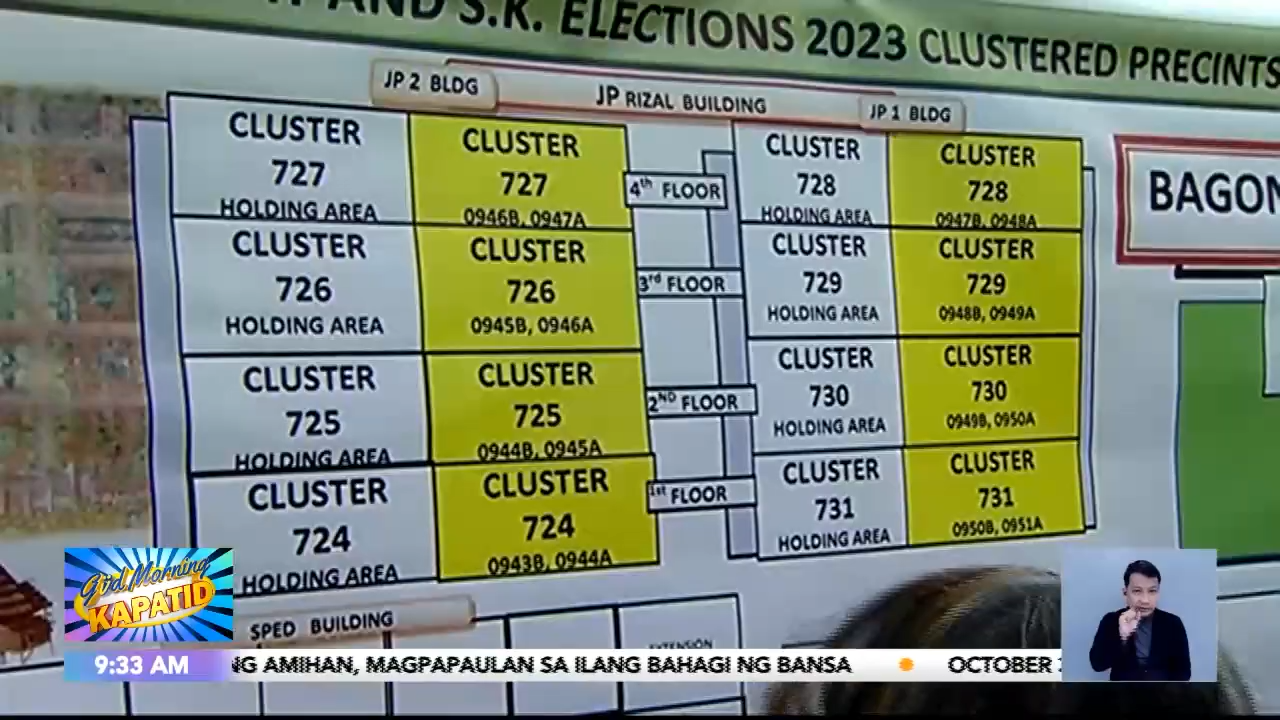 AND S.K. ELECTIONS 2023 CLUSTERED PRECINTS
JP 2 BLDG
JP RIZAL BUILDING
JP 1 BLDG
CLUSTER
727
HOLDING AREA
CLUSTER
727
0946B, 0947A
4th FLOOR
CLUSTER
728
HOLDING AREA
CLUSTER
728
0947B, 0948A
CLUSTER
726
HOLDING AREA
CLUSTER
726
0945B, 0946A
3rd FLOOR
CLUSTER
729
HOLDING AREA
CLUSTER
729
0948B, 0949A
CLUSTER
725
HOLDING AREA
CLUSTER
725
0944B, 0945A
2ND FLOOR
CLUSTER
730
HOLDING AREA
CLUSTER
730
0949B, 0950A
CLUSTER
724
HOLDING AREA
CLUSTER
724
0943B, 0944A
1st FLOOR
CLUSTER
731
HOLDING AREA
CLUSTER
731
0950B, 0951A
BAGON
SPED BUILDING
EXTENSION
Gud Morning
KAPATID
9:33 AM
NG AMIHAN, MAGPAPAULAN SA ILANG BAHAGI NG BANSA
OCTOBER